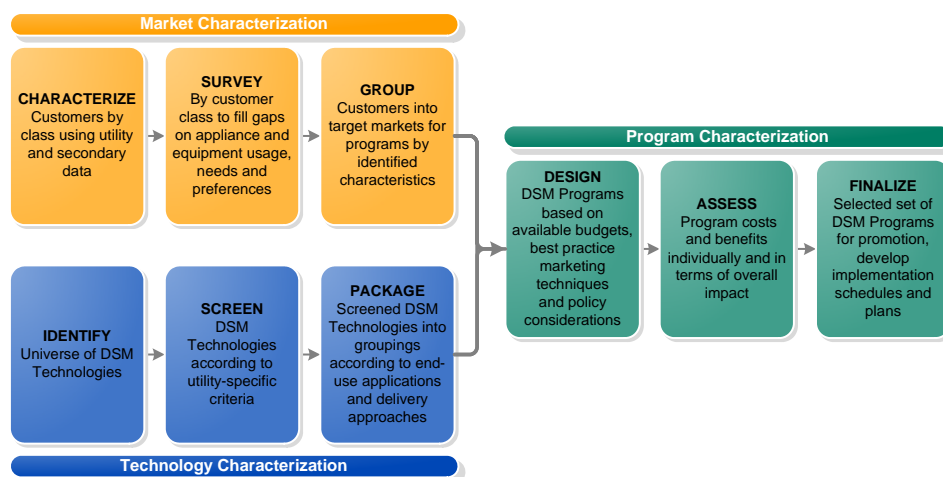 Market Characterization
CHARACTERIZE
Customers by
class using utility
and secondary
data
SURVEY
By customer
class to fill gaps
on appliance and
equipment usage,
needs and
preferences
GROUP
Customers into
target markets for
programs by
identified
characteristics
Program Characterization
DESIGN
DSM Programs
based on
available budgets,
best practice
marketing
techniques
and policy
considerations
ASSESS
Program costs
and benefits
individually and in
terms of overall
impact
FINALIZE
Selected set of
DSM Programs
for promotion,
develop
implementation
schedules and
plans
IDENTIFY
Universe of DSM
Technologies
SCREEN
DSM
Technologies
according to
utility-specific
criteria
PACKAGE
Screened DSM
Technologies into
groupings
according to end-
use applications
and delivery
approaches
Technology Characterization